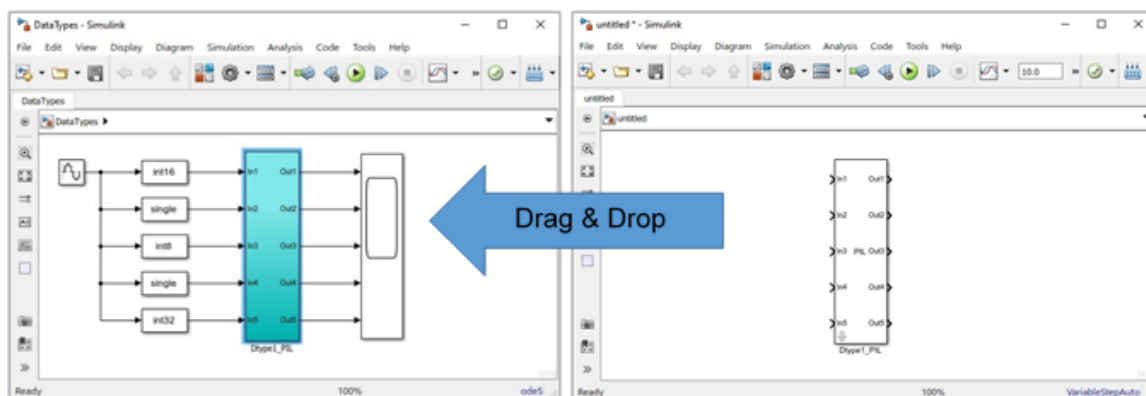 DataTypes - Simulink
File Edit View Display Diagram Simulation Analysis Code Tools Help
DataTypes
DataTypes
int16
single
int8
single
int32
In1 Out1
In2 Out2
In3 Out3
In4 Out4
In5 Out5
Dtype1_PIL
Ready 100% ode5
Drag & Drop
untitled * - Simulink
File Edit View Display Diagram Simulation Analysis Code Tools Help
10.0
untitled
untitled
In1 Out1
In2 Out2
In3 PIL Out3
In4 Out4
In5 Out5
Dtype1_PIL
Ready 100% VariableStepAuto